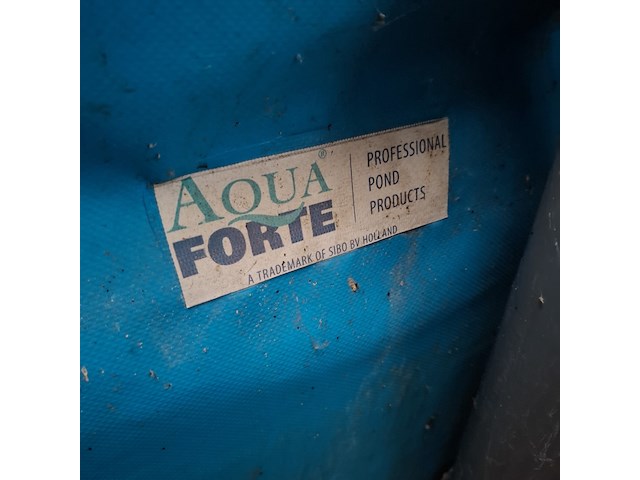 AQUA®
FORTE
PROFESSIONAL
POND
PRODUCTS
A TRADEMARK OF SIBO BV HOLLAND